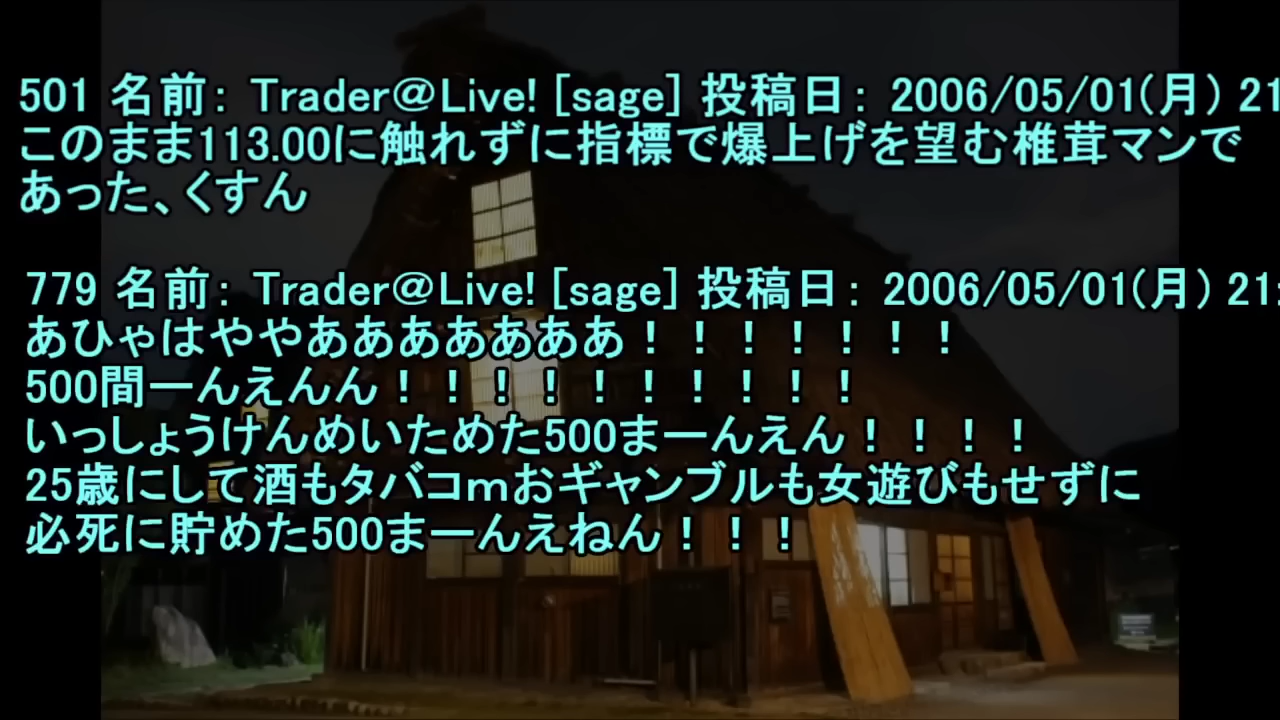 501 名前： Trader@Live! [sage] 投稿日： 2006/05/01(月) 21
このまま113.00に触れずに指標で爆上げを望む椎茸マンで
あった、くすん
779 名前： Trader@Live! [sage] 投稿日： 2006/05/01(月) 21:
あひゃはややあああああああ！！！！！！！
500間ーんえんん！！！！！！！！！！
いっしょうけんめいためた500まーんえん！！！！
25歳にして酒もタバコｍおギャンブルも女遊びもせずに
必死に貯めた500まーんえねん！！！